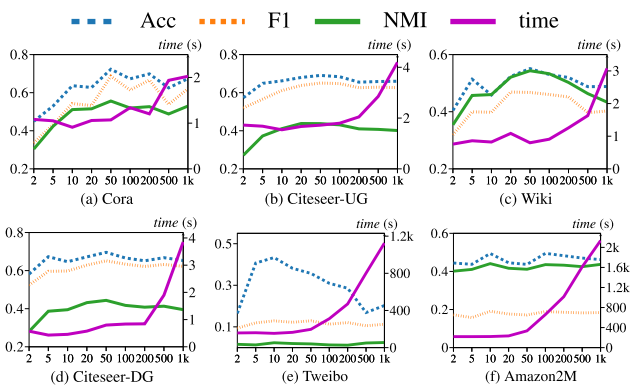 Acc F1 NMI time
time (s) time (s) time (s)
0.8 0.8 0.8
0.6 0.6 0.6
0.4 0.4 0.4
0.2 0.2 0.2
2 1 0
4 2 0
3 2 1 0
2 5 10 20 50 100 200 500 1k 2 5 10 20 50 100 200 500 1k 2 5 10 20 50 100 200 500 1k
(a) Cora (b) Citeseer-UG (c) Wiki
time (s) time (s) time (s)
0.8 0.5 0.8
0.6 0.3 0.6
0.4 0.1 0.4
0.2 0.2
4 3 2 1 0
1.2k 800 400 0
2k 1.6k 1.2k 800 400 0
2 5 10 20 50 100 200 500 1k 2 5 10 20 50 100 200 500 1k 2 5 10 20 50 100 200 500 1k
(d) Citeseer-DG (e) Tweibo (f) Amazon2M